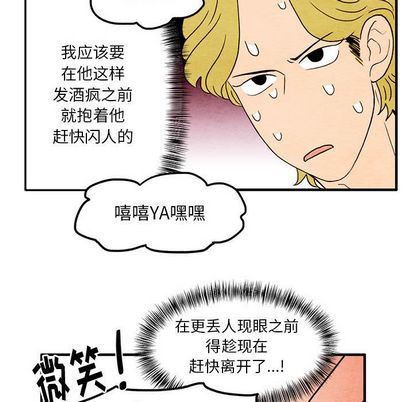 我应该要
在他这样
发酒疯之前
就抱着他
赶快闪人的
嘻嘻YA嘿嘿
在更丢人现眼之前
得趁现在
赶快离开了...!
微笑!